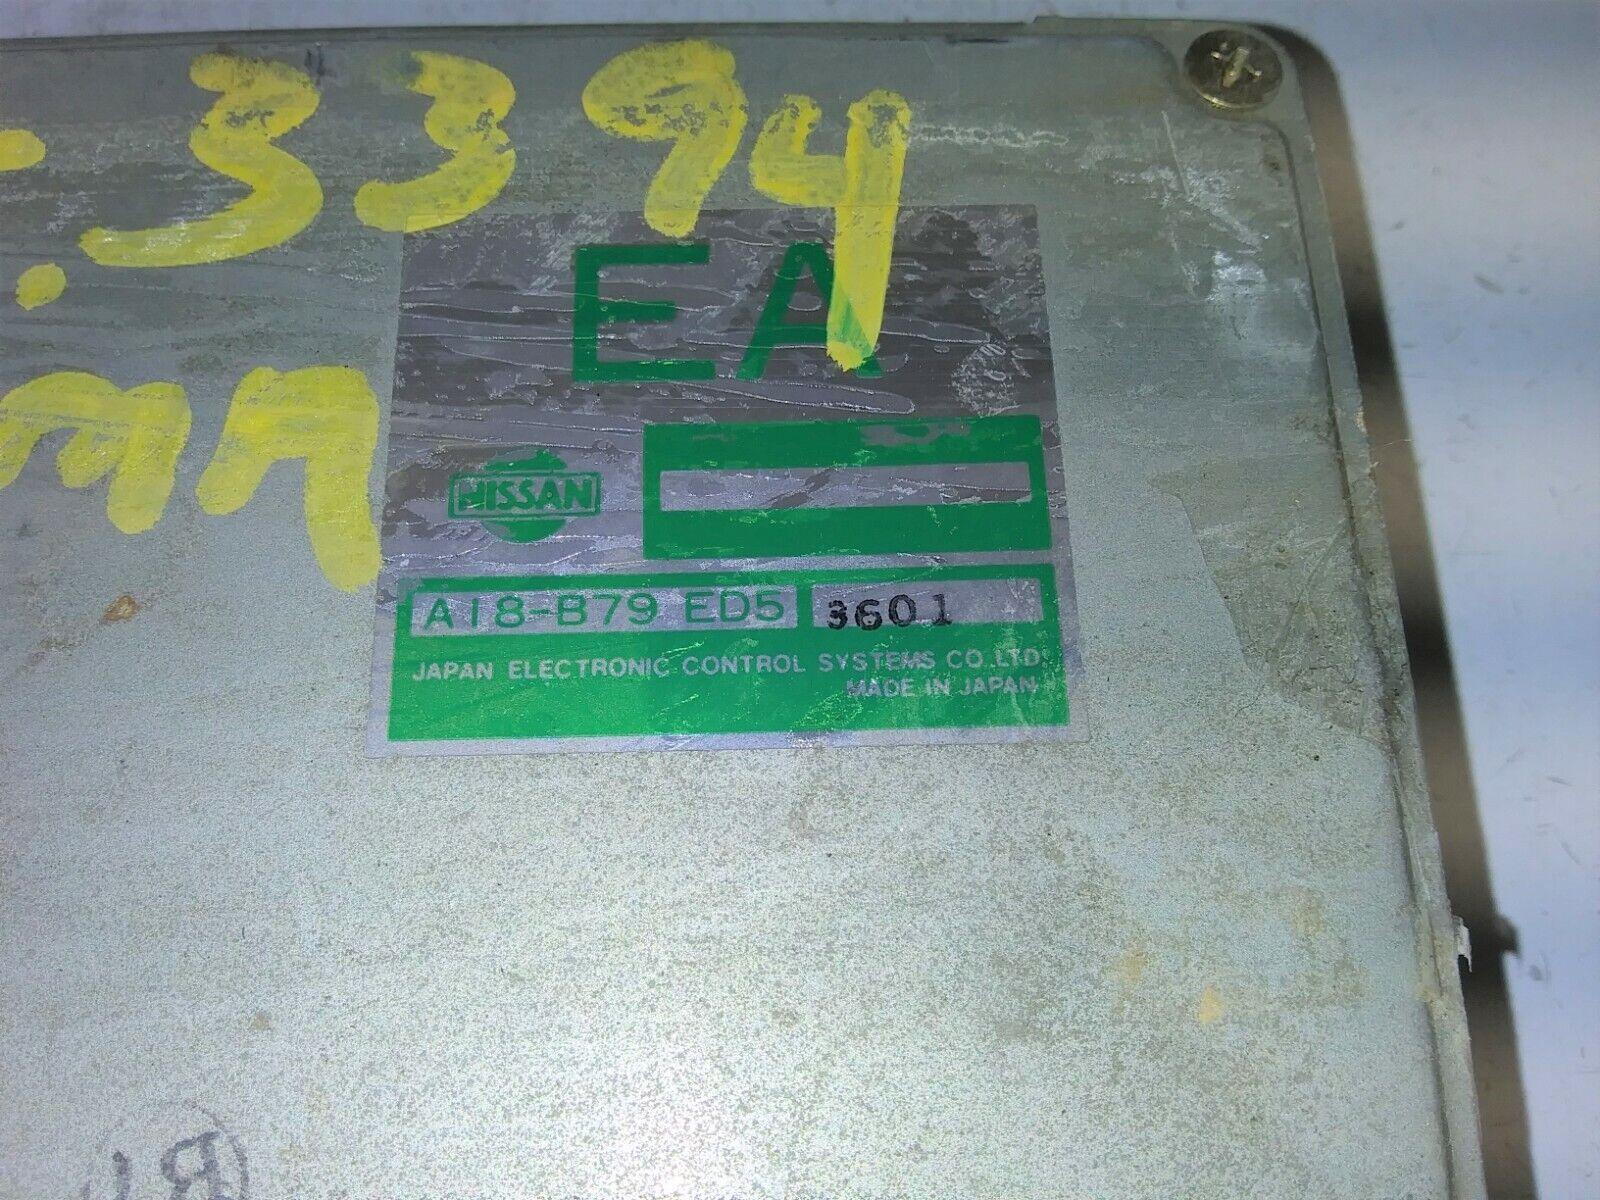 3394
EA
NISSAN
A18-B79 ED5 3601
JAPAN ELECTRONIC CONTROL SYSTEMS CO.,LTD.
MADE IN JAPAN